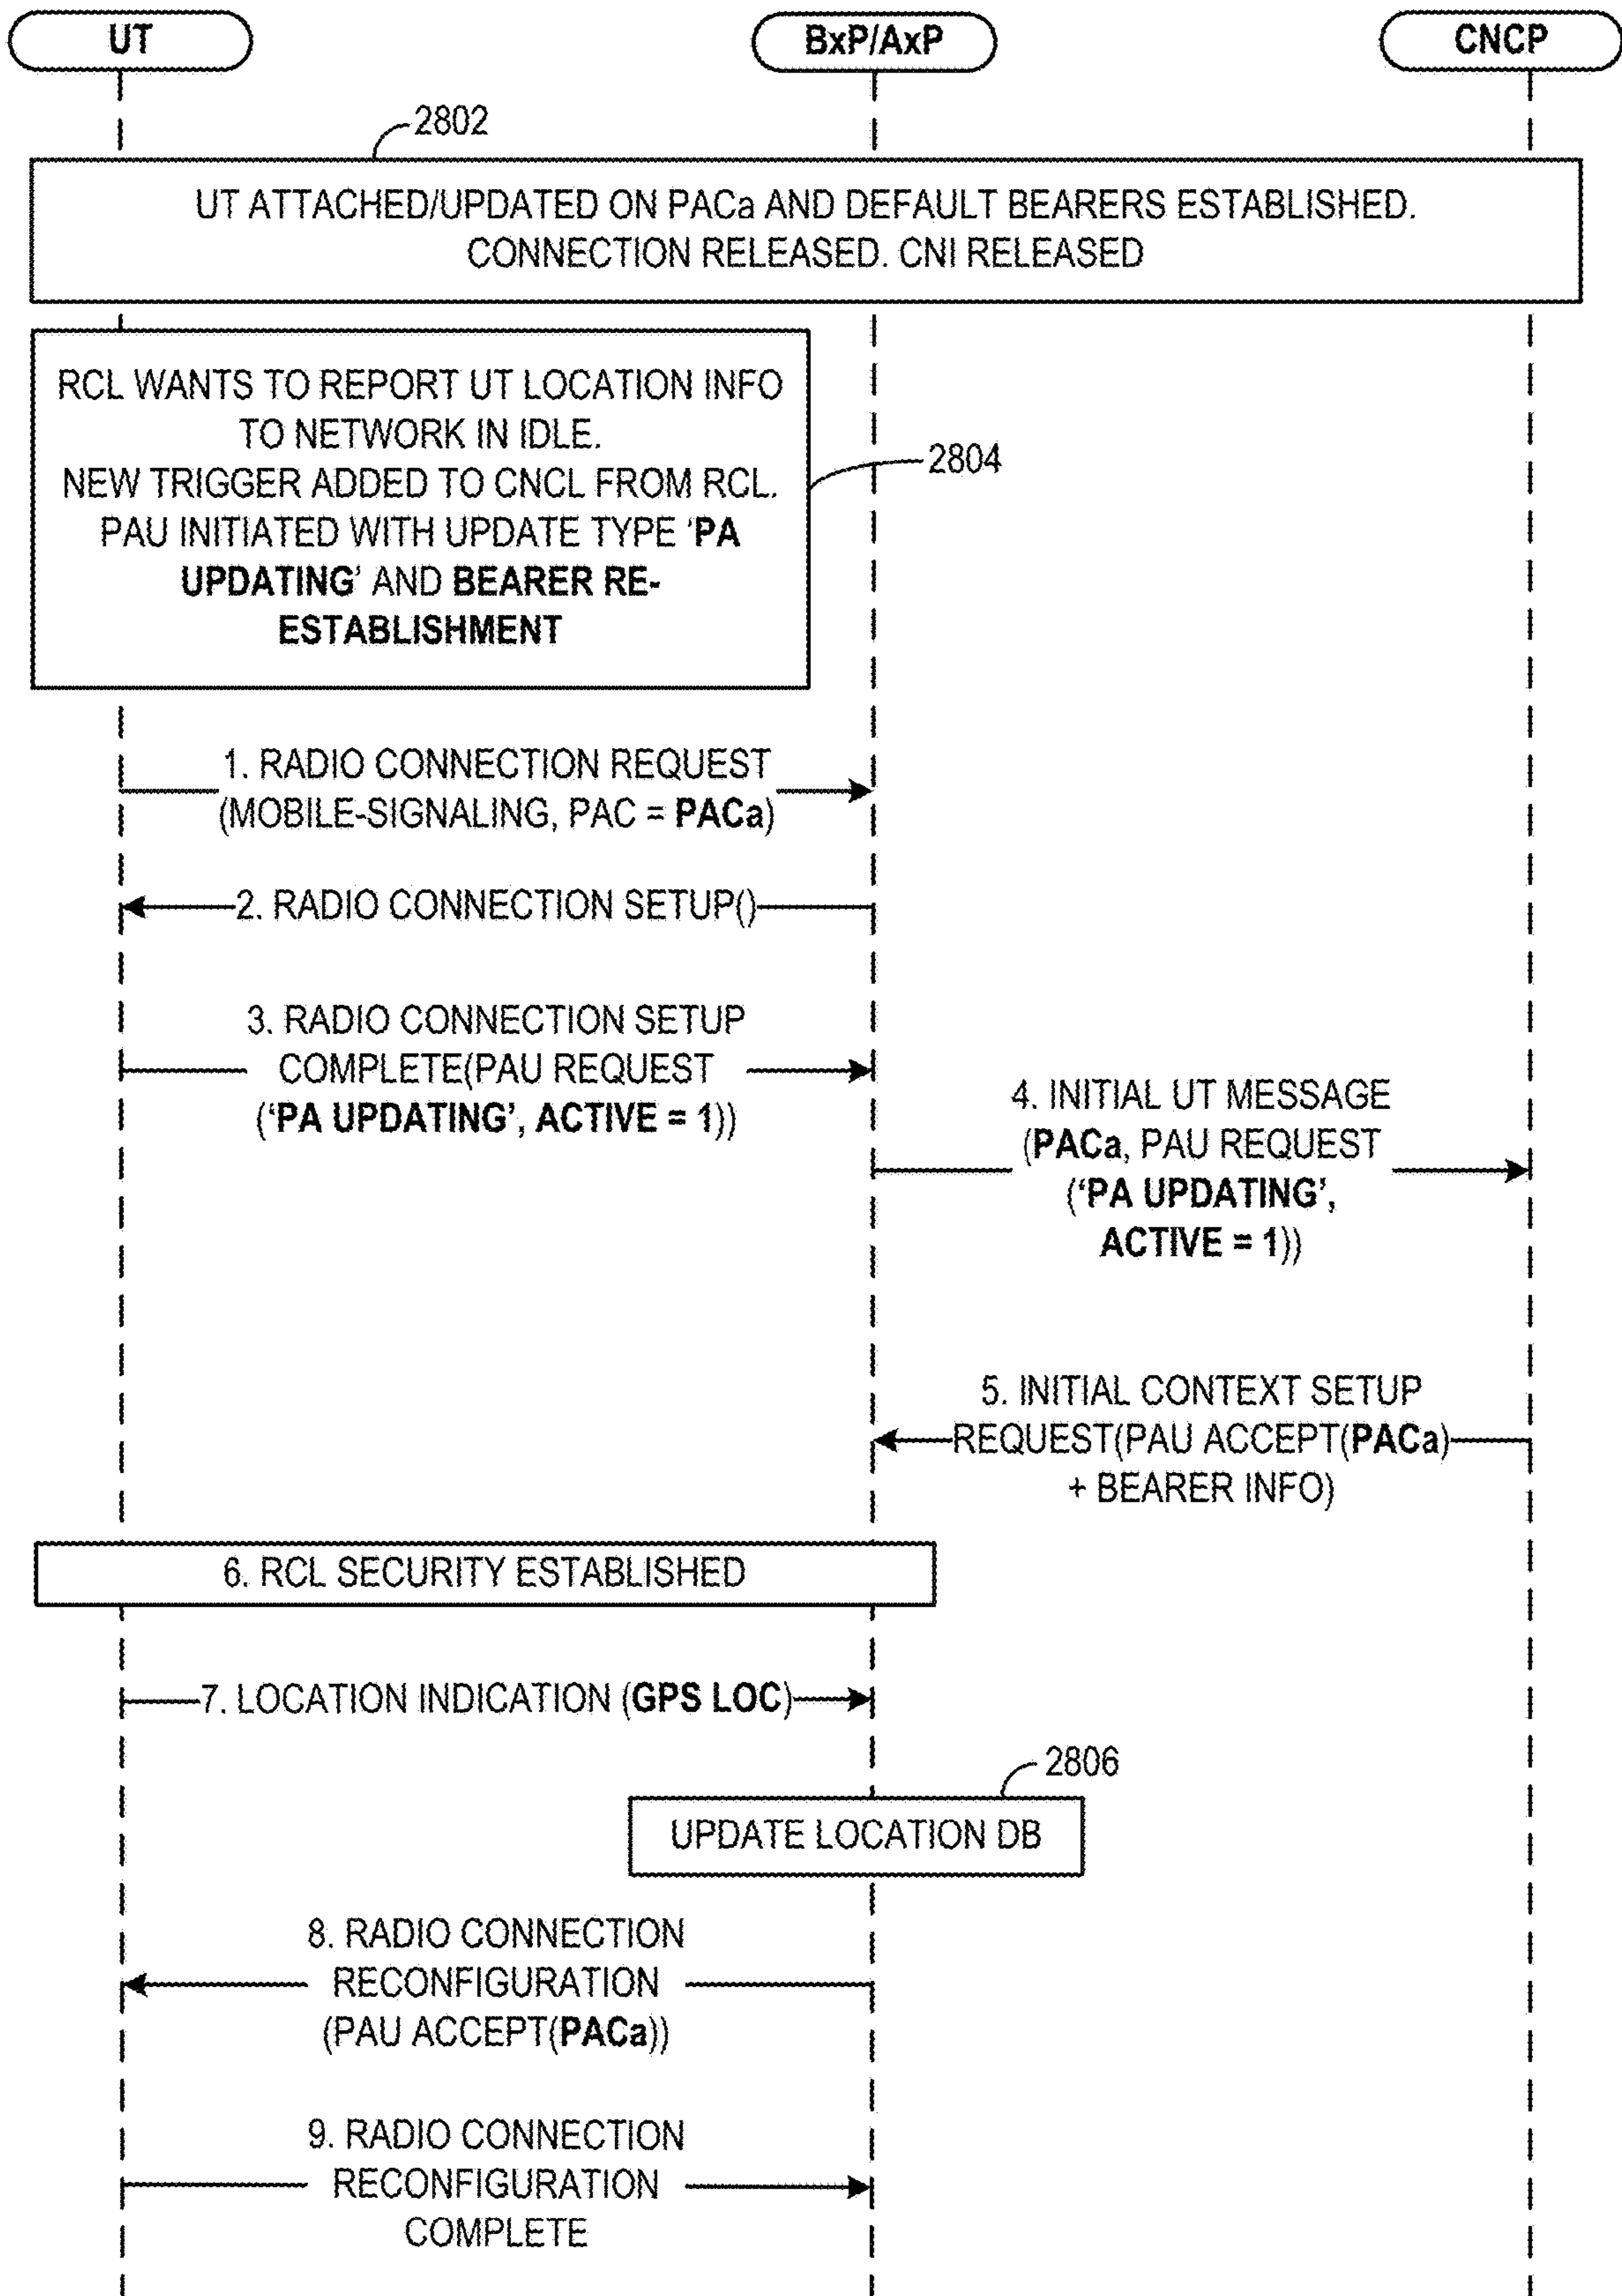 UT
BxP/AxP
CNCP
2802
UT ATTACHED/UPDATED ON PACa AND DEFAULT BEARERS ESTABLISHED.
CONNECTION RELEASED. CNI RELEASED
RCL WANTS TO REPORT UT LOCATION INFO
TO NETWORK IN IDLE.
NEW TRIGGER ADDED TO CNCL FROM RCL.
PAU INITIATED WITH UPDATE TYPE ‘PA
UPDATING’ AND BEARER RE-
ESTABLISHMENT
2804
1. RADIO CONNECTION REQUEST
(MOBILE-SIGNALING, PAC = PACa)
2. RADIO CONNECTION SETUP()
3. RADIO CONNECTION SETUP
COMPLETE(PAU REQUEST
(‘PA UPDATING’, ACTIVE = 1))
4. INITIAL UT MESSAGE
(PACa, PAU REQUEST
(‘PA UPDATING’,
ACTIVE = 1))
5. INITIAL CONTEXT SETUP
REQUEST(PAU ACCEPT(PACa)
+ BEARER INFO)
6. RCL SECURITY ESTABLISHED
7. LOCATION INDICATION (GPS LOC)
2806
UPDATE LOCATION DB
8. RADIO CONNECTION
RECONFIGURATION
(PAU ACCEPT(PACa))
9. RADIO CONNECTION
RECONFIGURATION
COMPLETE